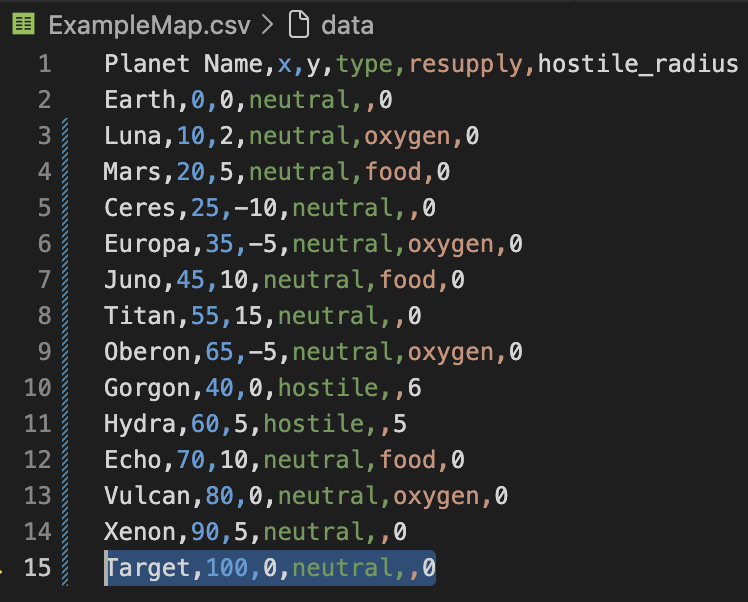 ExampleMap.csv > data
1 Planet Name,x,y,type,resupply,hostile_radius
2 Earth,0,0,neutral,,0
3 Luna,10,2,neutral,oxygen,0
4 Mars,20,5,neutral,food,0
5 Ceres,25,-10,neutral,,0
6 Europa,35,-5,neutral,oxygen,0
7 Juno,45,10,neutral,food,0
8 Titan,55,15,neutral,,0
9 Oberon,65,-5,neutral,oxygen,0
10 Gorgon,40,0,hostile,,6
11 Hydra,60,5,hostile,,5
12 Echo,70,10,neutral,food,0
13 Vulcan,80,0,neutral,oxygen,0
14 Xenon,90,5,neutral,,0
15 Target,100,0,neutral,,0